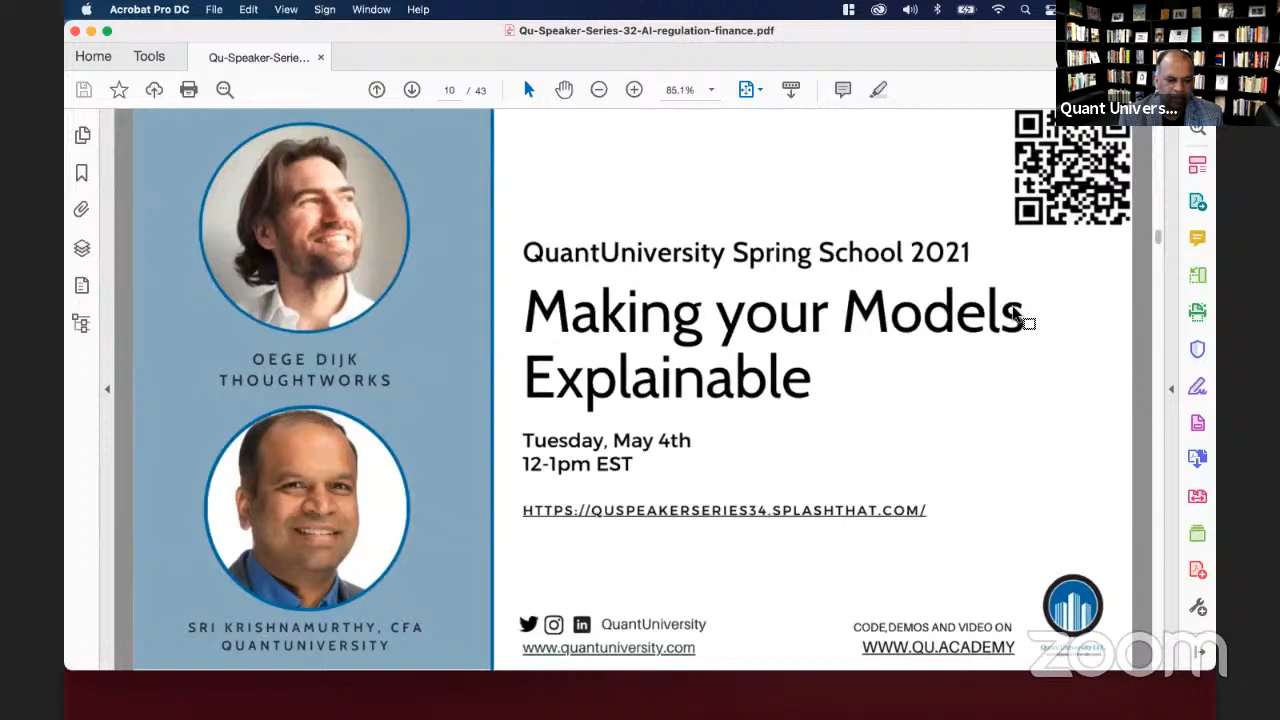 Acrobat Pro DC File Edit View Sign Window Help
Qu-Speaker-Series-32-AI-regulation-finance.pdf
Home Tools Qu-Speaker-Serie... ×
10 / 43 85.1%
Quant Univers...
QuantUniversity Spring School 2021
Making your Models
Explainable
OEGE DIJK
THOUGHTWORKS
Tuesday, May 4th
12-1pm EST
HTTPS://QUSPEAKERSERIES34.SPLASHTHAT.COM/
SRI KRISHNAMURTHY, CFA
QUANTUNIVERSITY
QuantUniversity
www.quantuniversity.com
CODE,DEMOS AND VIDEO ON
WWW.QU.ACADEMY
zoom